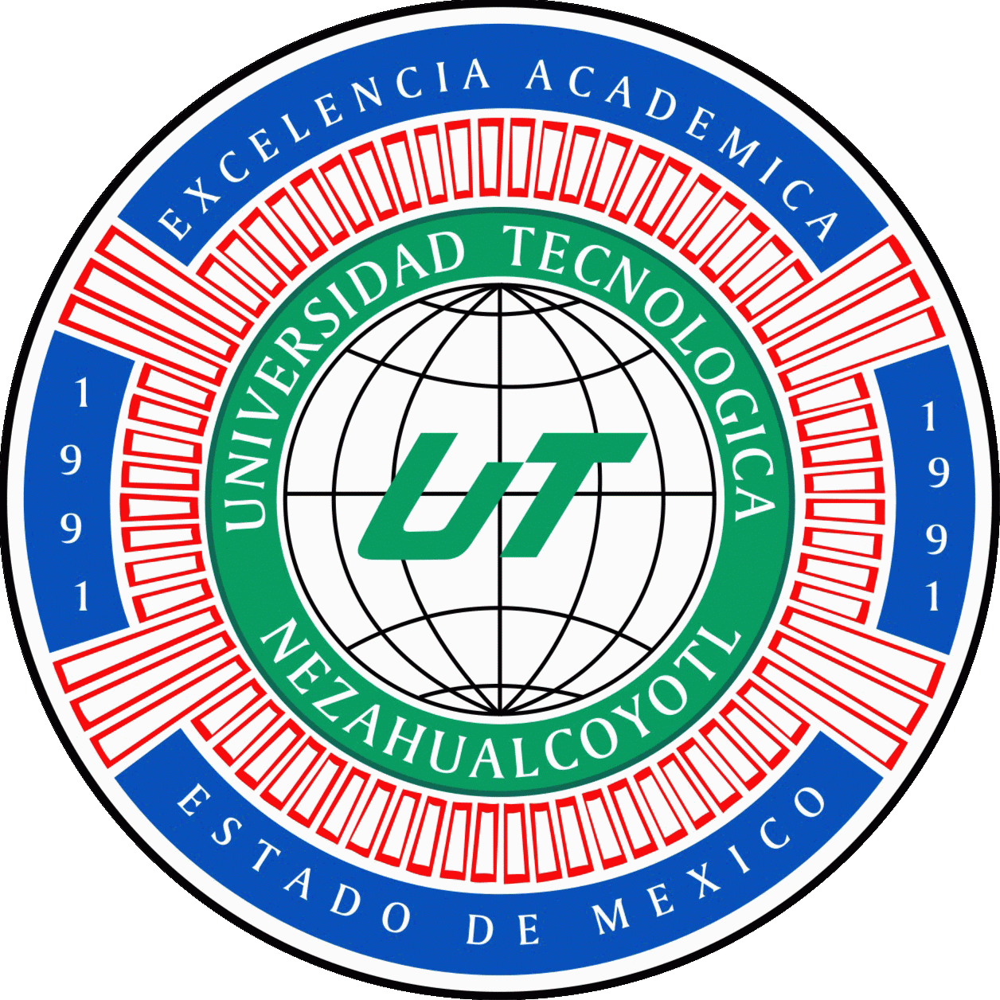 EXCELENCIA ACADEMICA
UNIVERSIDAD TECNOLOGICA
1991
1991
UT
NEZAHUALCOYOTL
ESTADO DE MEXICO